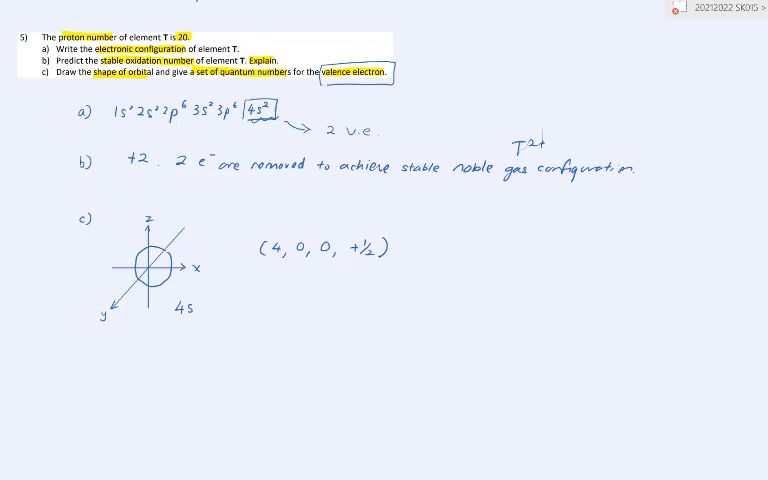 20212022 SK015 >
5) The proton number of element T is 20.
a) Write the electronic configuration of element T.
b) Predict the stable oxidation number of element T. Explain.
c) Draw the shape of orbital and give a set of quantum numbers for the valence electron.
a) 1s² 2s² 2p⁶ 3s² 3p⁶ 4s²
2 v.e.
T²⁺
b) +2. 2 e⁻ are removed to achieve stable noble gas configuration.
c)
z
(4, 0, 0, +½)
x
y
4s